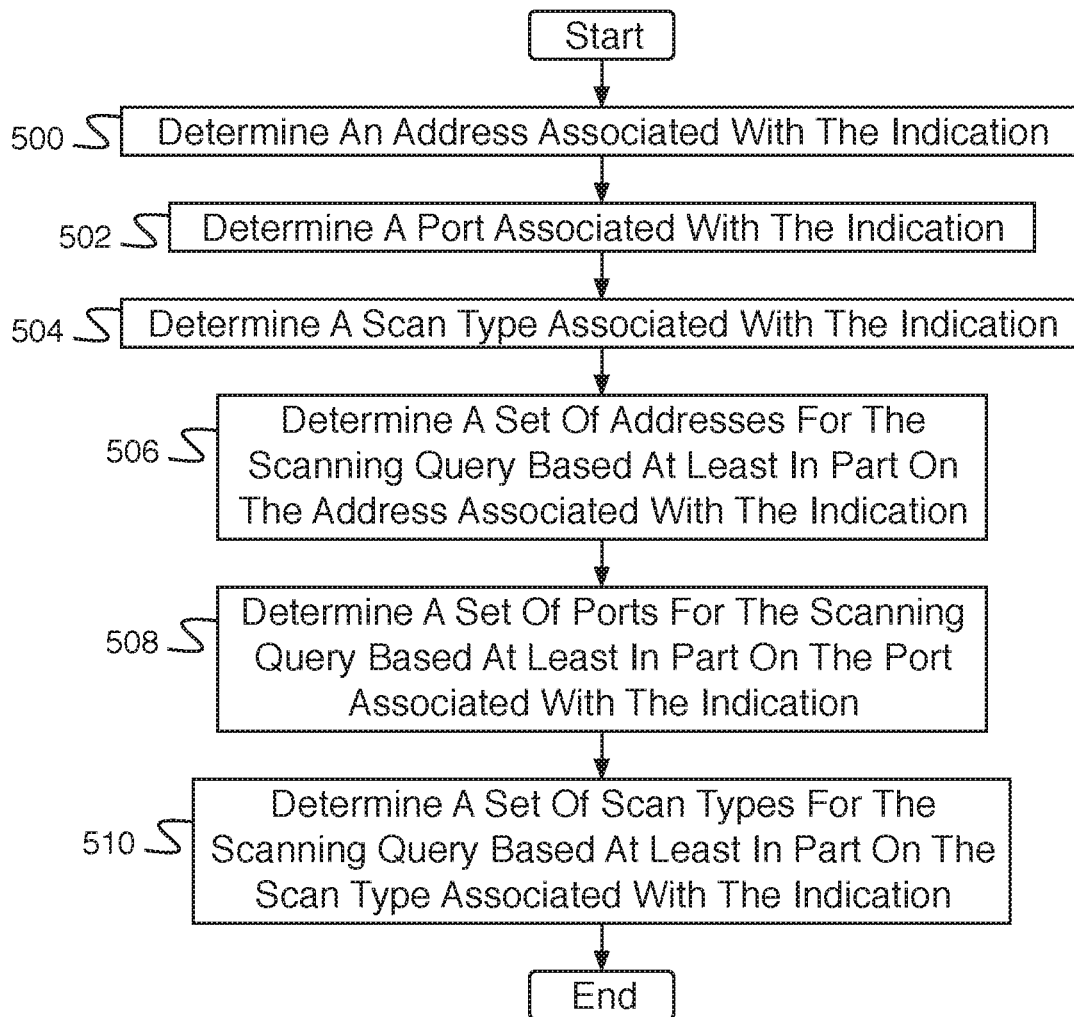 Start
500
Determine An Address Associated With The Indication
502
Determine A Port Associated With The Indication
504
Determine A Scan Type Associated With The Indication
506
Determine A Set Of Addresses For The
Scanning Query Based At Least In Part On
The Address Associated With The Indication
508
Determine A Set Of Ports For The Scanning
Query Based At Least In Part On The Port
Associated With The Indication
510
Determine A Set Of Scan Types For The
Scanning Query Based At Least In Part On The
Scan Type Associated With The Indication
End